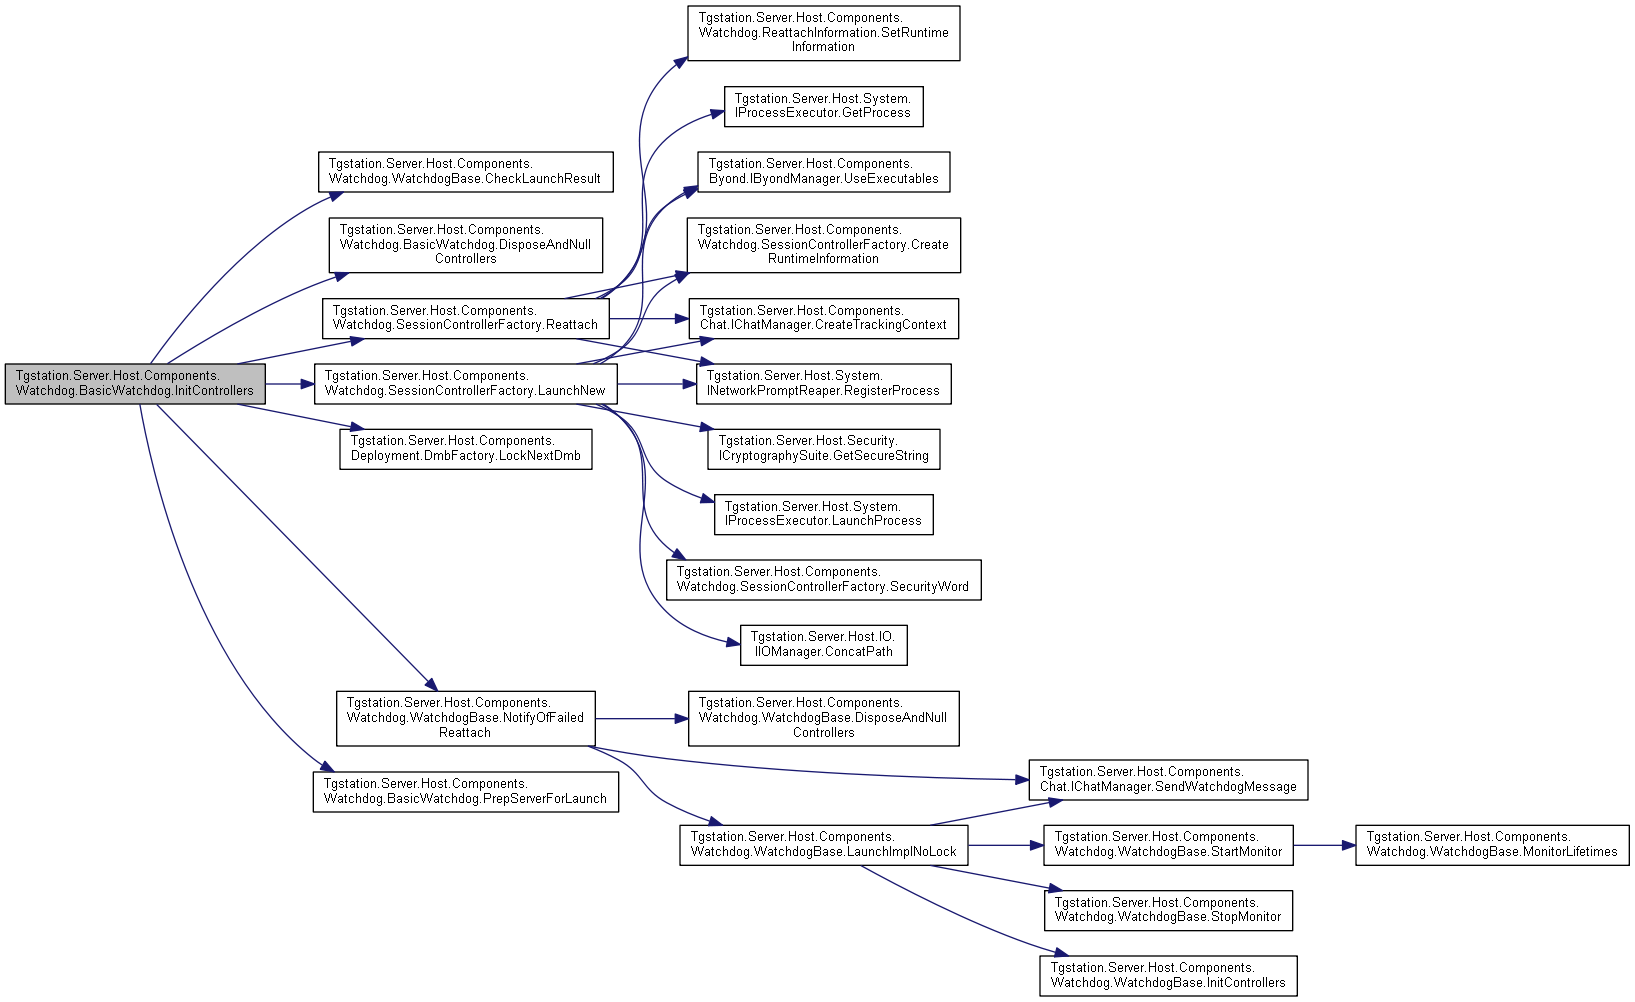 Tgstation.Server.Host.Components.
Watchdog.BasicWatchdog.InitControllers
Tgstation.Server.Host.Components.
Watchdog.WatchdogBase.CheckLaunchResult
Tgstation.Server.Host.Components.
Watchdog.BasicWatchdog.DisposeAndNull
Controllers
Tgstation.Server.Host.Components.
Watchdog.SessionControllerFactory.Reattach
Tgstation.Server.Host.Components.
Watchdog.SessionControllerFactory.LaunchNew
Tgstation.Server.Host.Components.
Deployment.DmbFactory.LockNextDmb
Tgstation.Server.Host.Components.
Watchdog.WatchdogBase.NotifyOfFailed
Reattach
Tgstation.Server.Host.Components.
Watchdog.BasicWatchdog.PrepServerForLaunch
Tgstation.Server.Host.Components.
Watchdog.ReattachInformation.SetRuntime
Information
Tgstation.Server.Host.System.
IProcessExecutor.GetProcess
Tgstation.Server.Host.Components.
Byond.IByondManager.UseExecutables
Tgstation.Server.Host.Components.
Watchdog.SessionControllerFactory.Create
RuntimeInformation
Tgstation.Server.Host.Components.
Chat.IChatManager.CreateTrackingContext
Tgstation.Server.Host.System.
INetworkPromptReaper.RegisterProcess
Tgstation.Server.Host.Security.
ICryptographySuite.GetSecureString
Tgstation.Server.Host.System.
IProcessExecutor.LaunchProcess
Tgstation.Server.Host.Components.
Watchdog.SessionControllerFactory.SecurityWord
Tgstation.Server.Host.IO.
IIOManager.ConcatPath
Tgstation.Server.Host.Components.
Watchdog.WatchdogBase.DisposeAndNull
Controllers
Tgstation.Server.Host.Components.
Chat.IChatManager.SendWatchdogMessage
Tgstation.Server.Host.Components.
Watchdog.WatchdogBase.LaunchImplNoLock
Tgstation.Server.Host.Components.
Watchdog.WatchdogBase.StartMonitor
Tgstation.Server.Host.Components.
Watchdog.WatchdogBase.MonitorLifetimes
Tgstation.Server.Host.Components.
Watchdog.WatchdogBase.StopMonitor
Tgstation.Server.Host.Components.
Watchdog.WatchdogBase.InitControllers